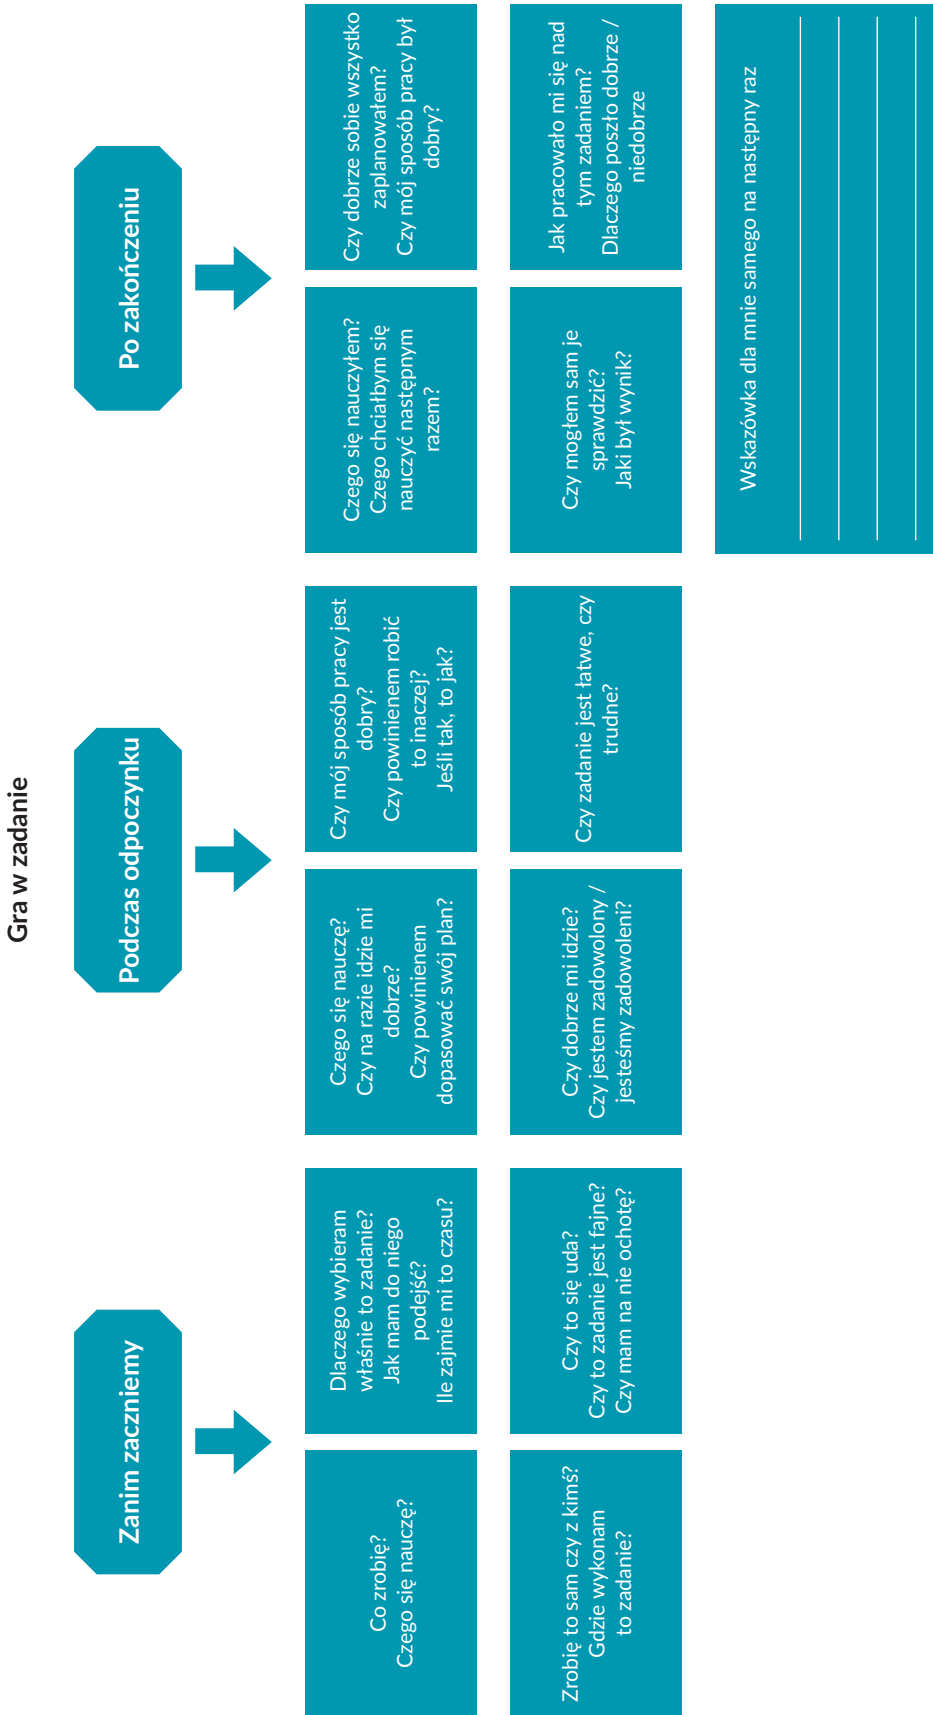 Gra w zadanie
Zanim zaczniemy
Co zrobię?
Czego się nauczę?
Dlaczego wybieram
właśnie to zadanie?
Jak mam do niego
podejść?
Ile zajmie mi to czasu?
Zrobię to sam czy z kimś?
Gdzie wykonam
to zadanie?
Czy to się uda?
Czy to zadanie jest fajne?
Czy mam na nie ochotę?
Podczas odpoczynku
Czego się nauczę?
Czy na razie idzie mi
dobrze?
Czy powinienem
dopasować swój plan?
Czy mój sposób pracy jest
dobry?
Czy powinienem robić
to inaczej?
Jeśli tak, to jak?
Czy dobrze mi idzie?
Czy jestem zadowolony /
jesteśmy zadowoleni?
Czy zadanie jest łatwe, czy
trudne?
Po zakończeniu
Czego się nauczyłem?
Czego chciałbym się
nauczyć następnym
razem?
Czy dobrze sobie wszystko
zaplanowałem?
Czy mój sposób pracy był
dobry?
Czy mogłem sam je
sprawdzić?
Jaki był wynik?
Jak pracowało mi się nad
tym zadaniem?
Dlaczego poszło dobrze /
niedobrze
Wskazówka dla mnie samego na następny raz